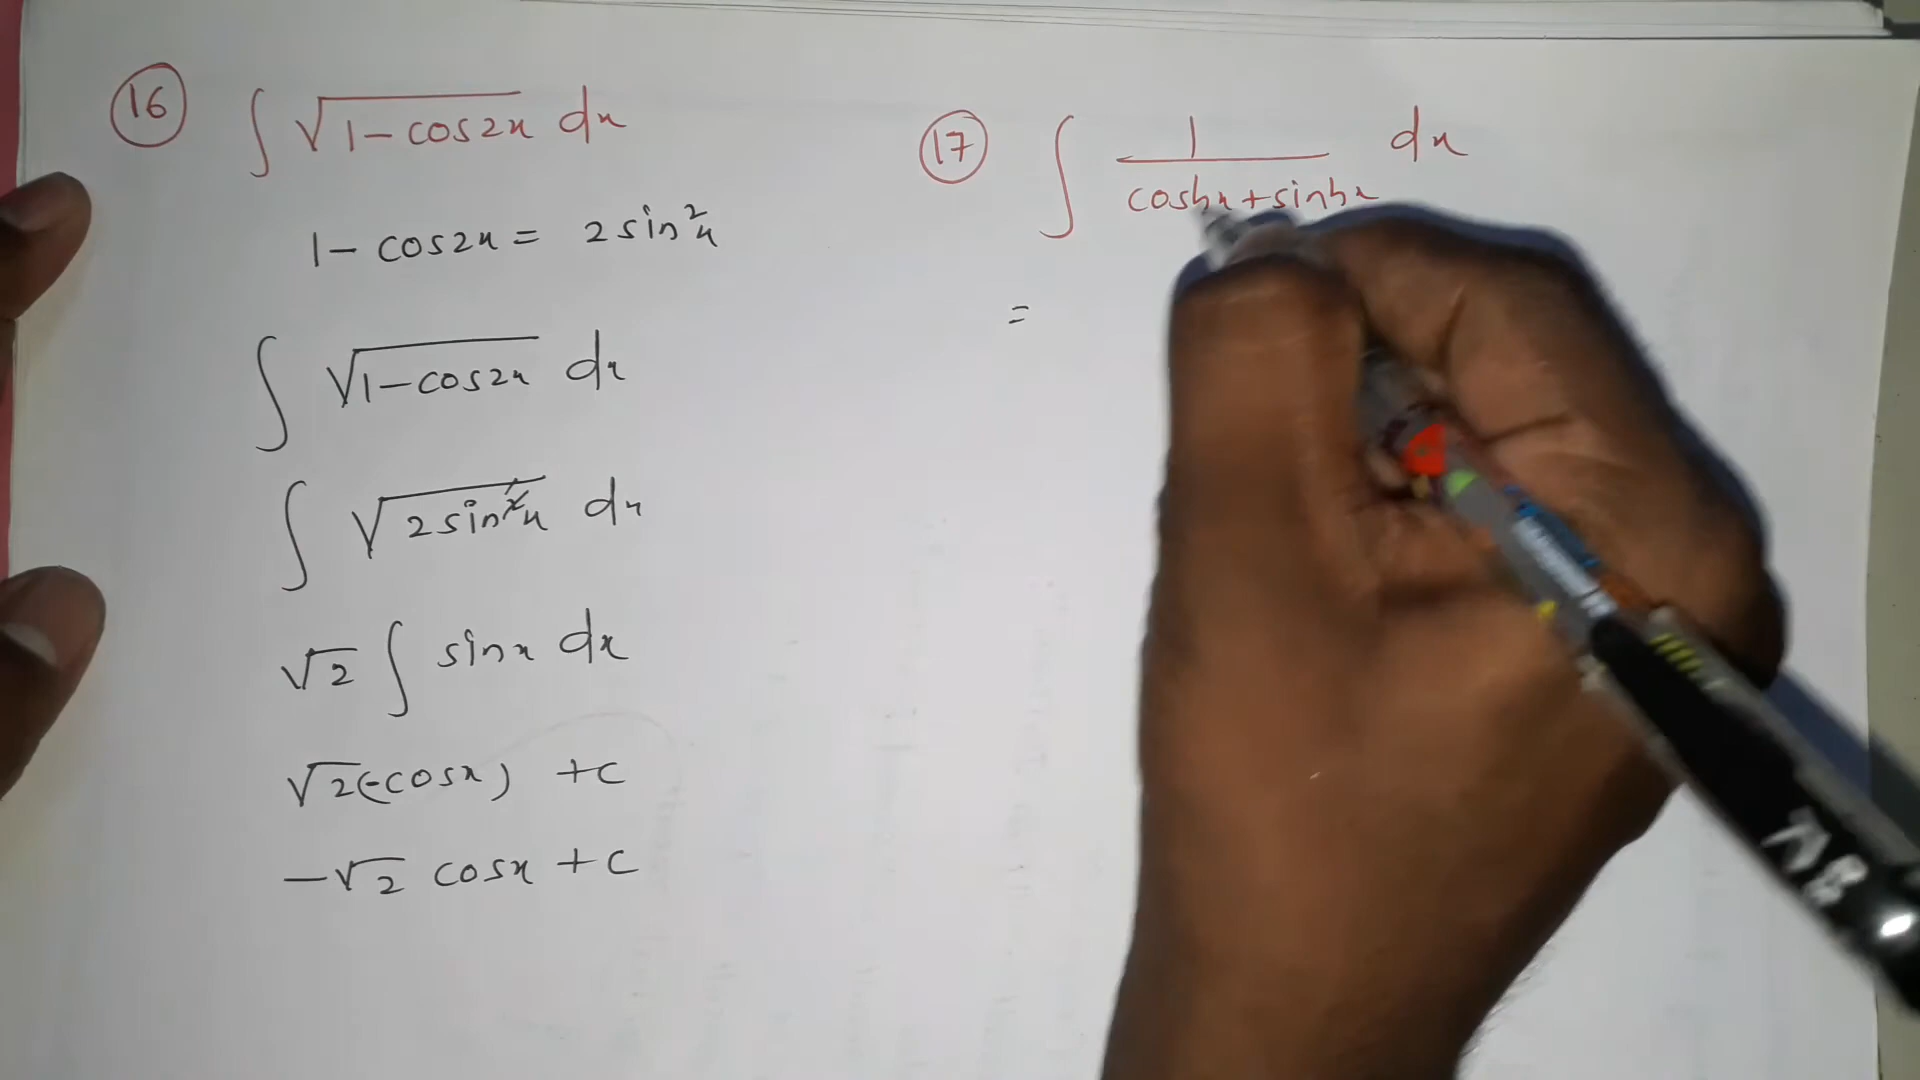 16 ∫ √1-cos2x dx
1-cos2x = 2sin²x
∫ √1-cos2x dx
∫ √2sin²x dx
√2 ∫ sinx dx
√2(-cosx) +c
-√2 cosx +c
17 ∫ 1/(coshx+sinhx) dx
=